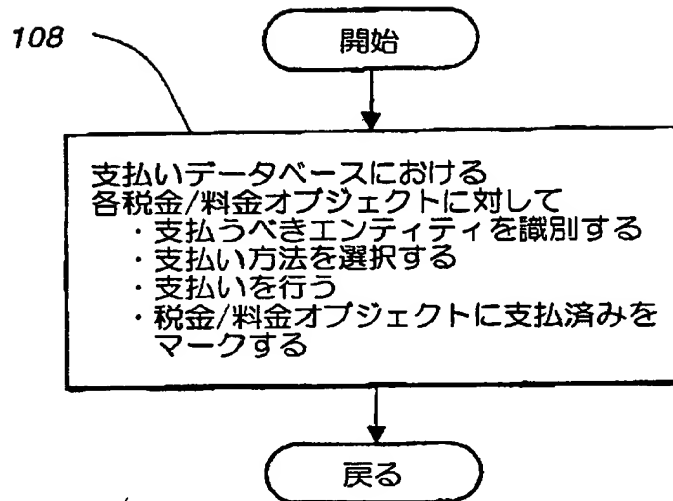 108
開始
支払いデータベースにおける
各税金/料金オブジェクトに対して
・支払うべきエンティティを識別する
・支払い方法を選択する
・支払いを行う
・税金/料金オブジェクトに支払済みを
マークする
戻る